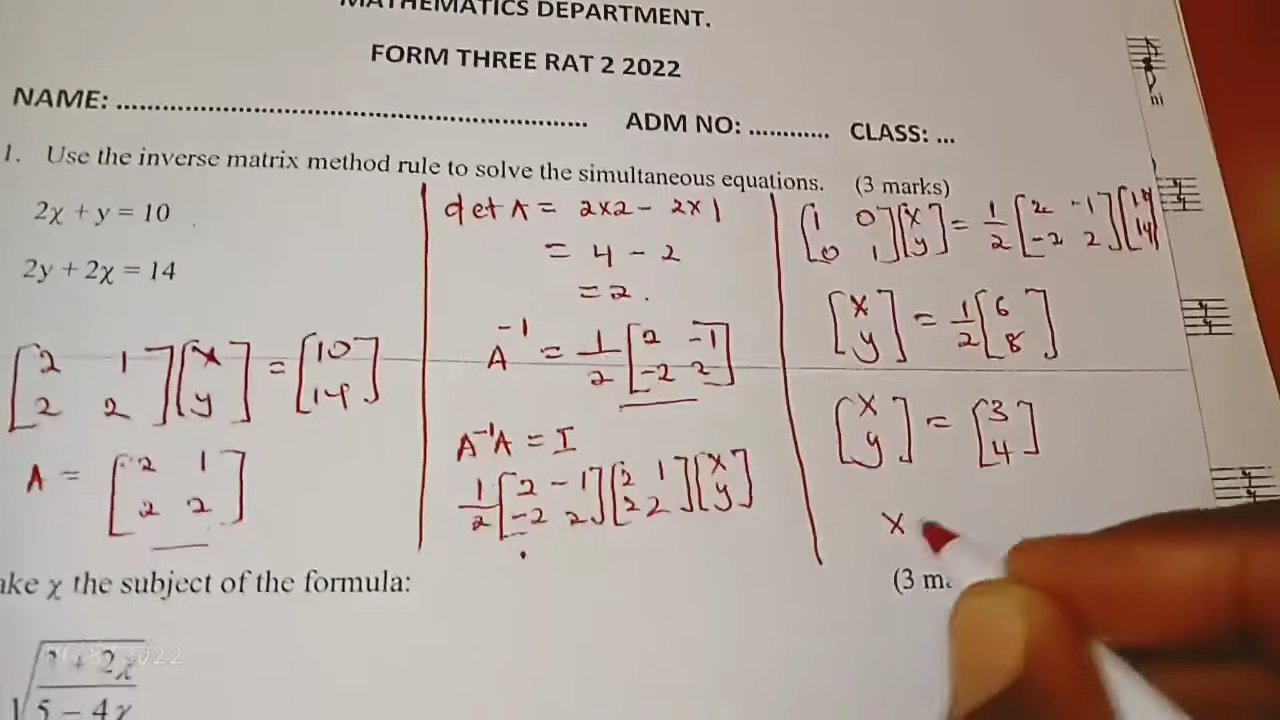 MATHEMATICS DEPARTMENT.
FORM THREE RAT 2 2022
NAME: ............................................................ ADM NO: ............ CLASS: ...
1. Use the inverse matrix method rule to solve the simultaneous equations. (3 marks)
2χ + y = 10
2y + 2χ = 14
[2 1] [x] = [10]
[2 2] [y] [14]
A = [2 1]
[2 2]
det A = 2x2 - 2x1
= 4 - 2
= 2.
A⁻¹ = 1/2 [2 -1]
[-2 2]
A⁻¹A = I
1/2 [2 -1] [2 1] [x]
[-2 2] [2 2] [y]
[1 0] [x] = 1/2 [2 -1] [10]
[0 1] [y] [-2 2] [14]
[x] = 1/2 [6]
[y] [8]
[x] = [3]
[y] [4]
x
ake χ the subject of the formula: (3 m
+ 2χ
5 − 4χ
2022
ni